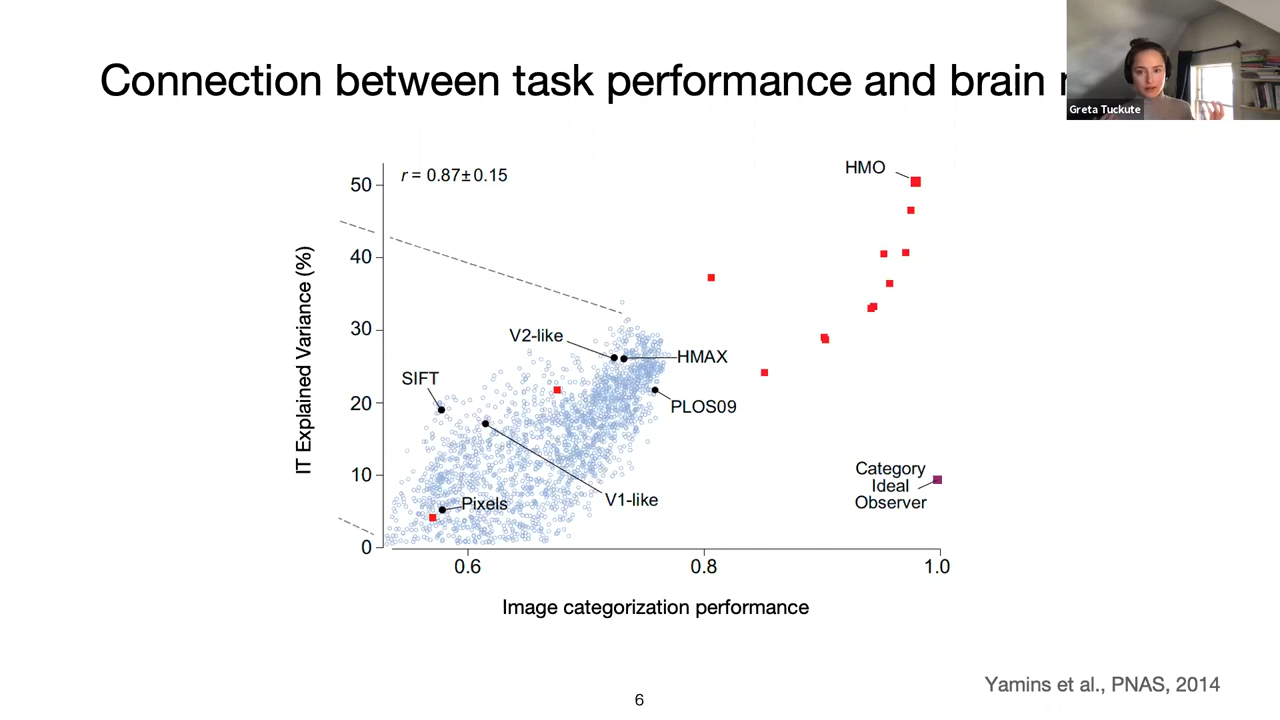 Connection between task performance and brain
Greta Tuckute
r = 0.87±0.15
HMO
50
40
30
20
10
0
IT Explained Variance (%)
V2-like
HMAX
SIFT
PLOS09
Category
Ideal
Observer
V1-like
Pixels
0.6
0.8
1.0
Image categorization performance
Yamins et al., PNAS, 2014
6